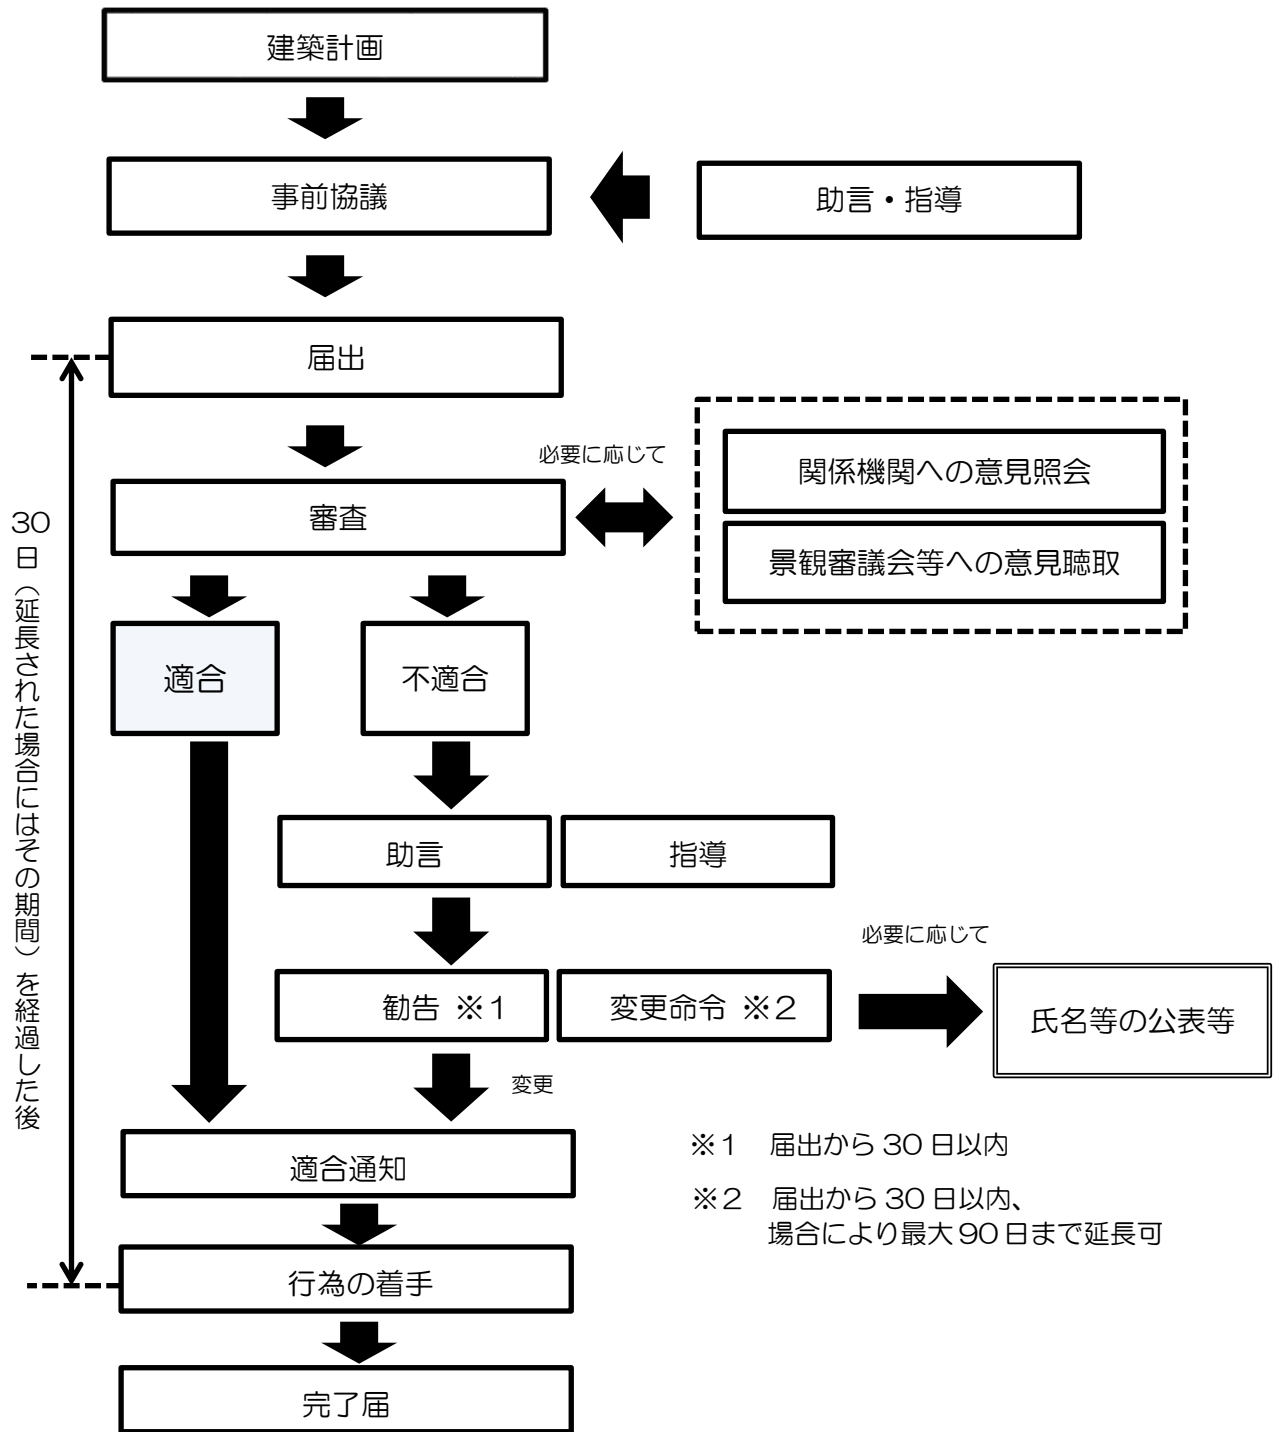 建築計画
事前協議
助言・指導
届出
必要に応じて
関係機関への意見照会
審査
景観審議会等への意見聴取
適合
不適合
助言
指導
必要に応じて
勧告 ※1
変更命令 ※2
氏名等の公表等
変更
適合通知
※1 届出から 30 日以内
※2 届出から 30 日以内、
場合により最大 90 日まで延長可
行為の着手
完了届
30日(延長された場合にはその期間)を経過した後